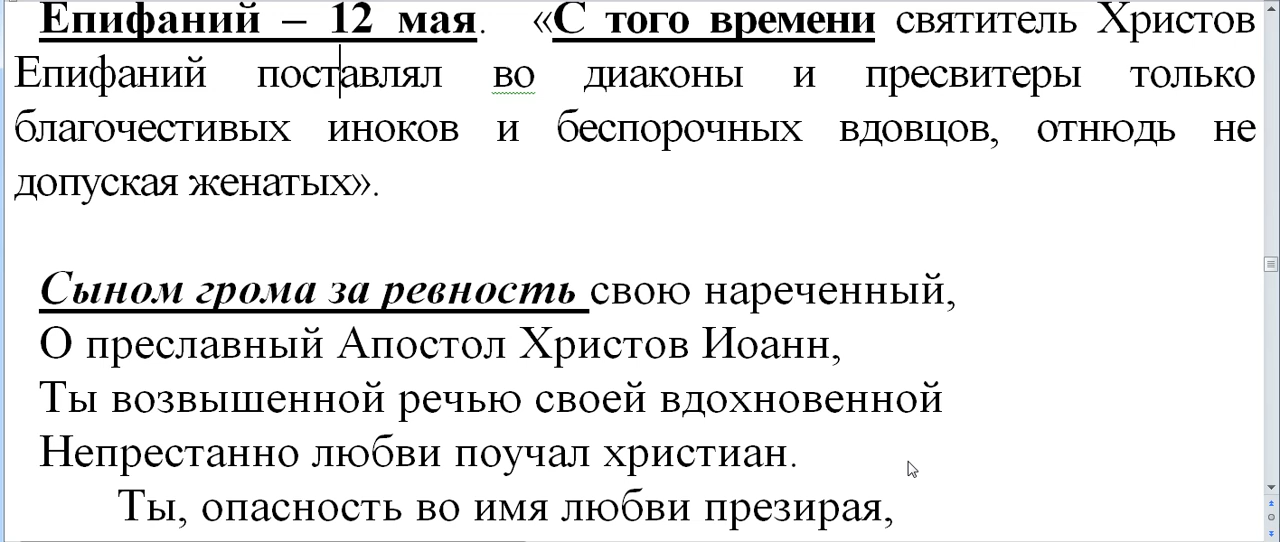 Епифаний – 12 мая. «С того времени святитель Христов
Епифаний поставлял во диаконы и пресвитеры только
благочестивых иноков и беспорочных вдовцов, отнюдь не
допуская женатых».
Сыном грома за ревность свою нареченный,
О преславный Апостол Христов Иоанн,
Ты возвышенной речью своей вдохновенной
Непрестанно любви поучал христиан.
Ты, опасность во имя любви презирая,